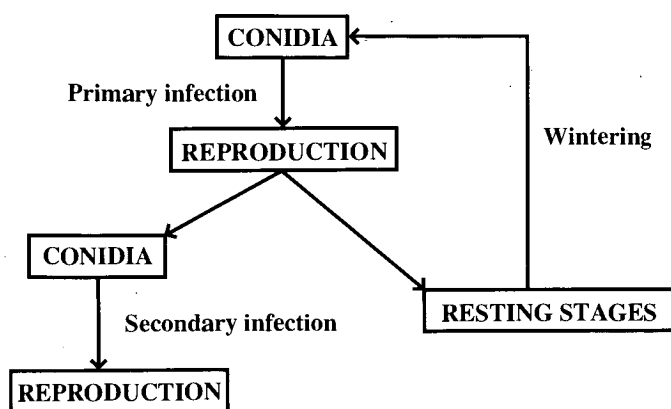 CONIDIA
Primary infection
Wintering
REPRODUCTION
CONIDIA
RESTING STAGES
Secondary infection
REPRODUCTION